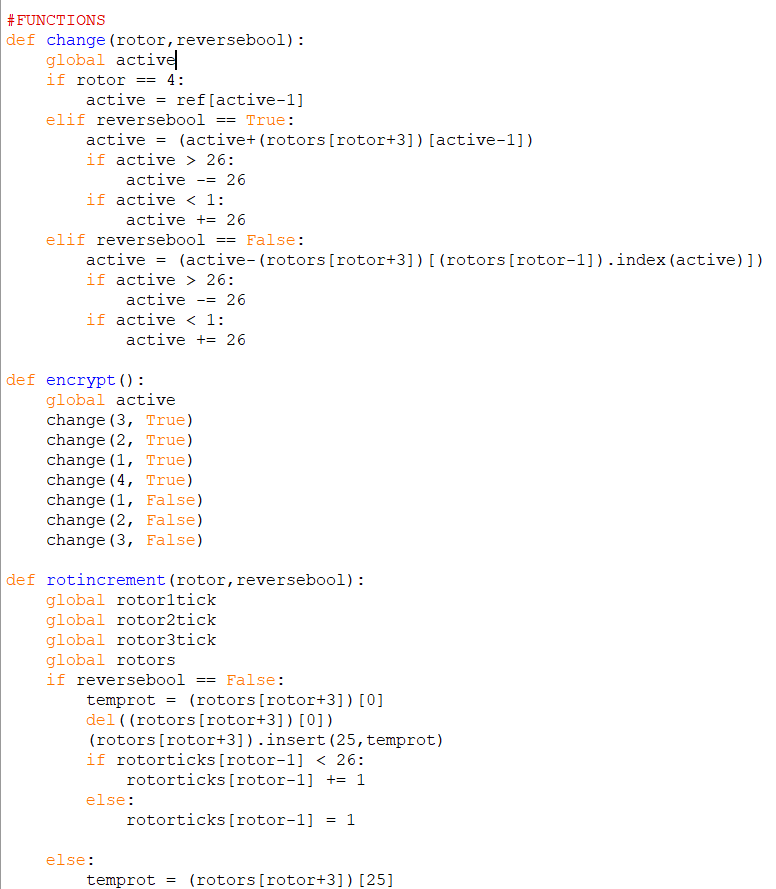 #FUNCTIONS
def change(rotor,reversebool):
    global active
    if rotor == 4:
        active = ref[active-1]
    elif reversebool == True:
        active = (active+(rotors[rotor+3])[active-1])
        if active > 26:
            active -= 26
        if active < 1:
            active += 26
    elif reversebool == False:
        active = (active-(rotors[rotor+3])[(rotors[rotor-1]).index(active)])
        if active > 26:
            active -= 26
        if active < 1:
            active += 26

def encrypt():
    global active
    change(3, True)
    change(2, True)
    change(1, True)
    change(4, True)
    change(1, False)
    change(2, False)
    change(3, False)

def rotincrement(rotor,reversebool):
    global rotor1tick
    global rotor2tick
    global rotor3tick
    global rotors
    if reversebool == False:
        temprot = (rotors[rotor+3])[0]
        del((rotors[rotor+3])[0])
        (rotors[rotor+3]).insert(25,temprot)
        if rotorticks[rotor-1] < 26:
            rotorticks[rotor-1] += 1
        else:
            rotorticks[rotor-1] = 1

    else:
        temprot = (rotors[rotor+3])[25]